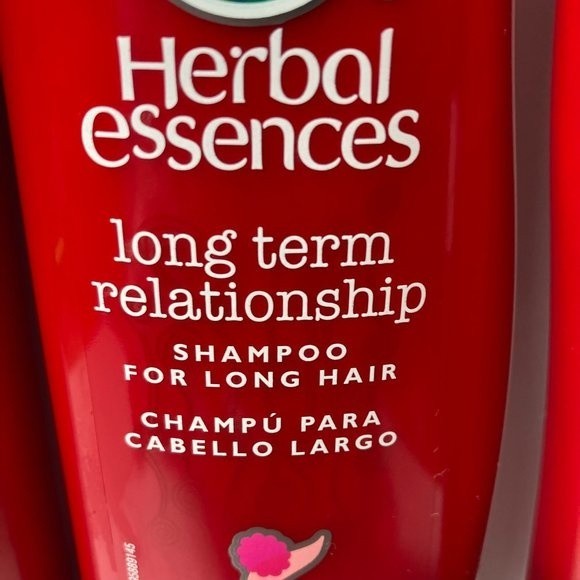 Herbal
essences
long term
relationship
SHAMPOO
FOR LONG HAIR
CHAMPÚ PARA
CABELLO LARGO